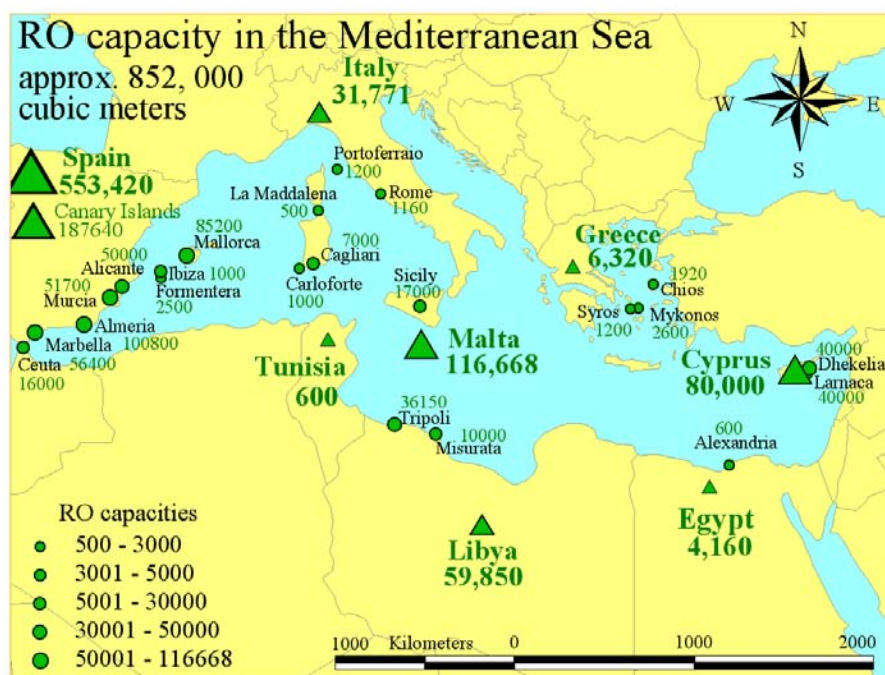 RO capacity in the Mediterranean Sea
approx. 852, 000
cubic meters
N
W
E
S
Italy
31,771
Spain
553,420
Canary Islands
187640
Portoferraio
1200
Rome
1160
La Maddalena
500
85200
Mallorca
7000
Cagliari
Carloforte
1000
50000
Alicante
Ibiza
1000
Formentera
2500
51700
Murcia
Almeria
100800
Marbella
56400
Ceuta
16000
Sicily
17000
Greece
6,320
1920
Chios
Syros
1200
Mykonos
2600
Malta
116,668
Tunisia
600
Cyprus
80,000
40000
Dhekelia
Larnaca
40000
36150
Tripoli
10000
Misurata
600
Alexandria
Egypt
4,160
Libya
59,850
RO capacities
500 - 3000
3001 - 5000
5001 - 30000
30001 - 50000
50001 - 116668
1000 Kilometers 0 1000 2000